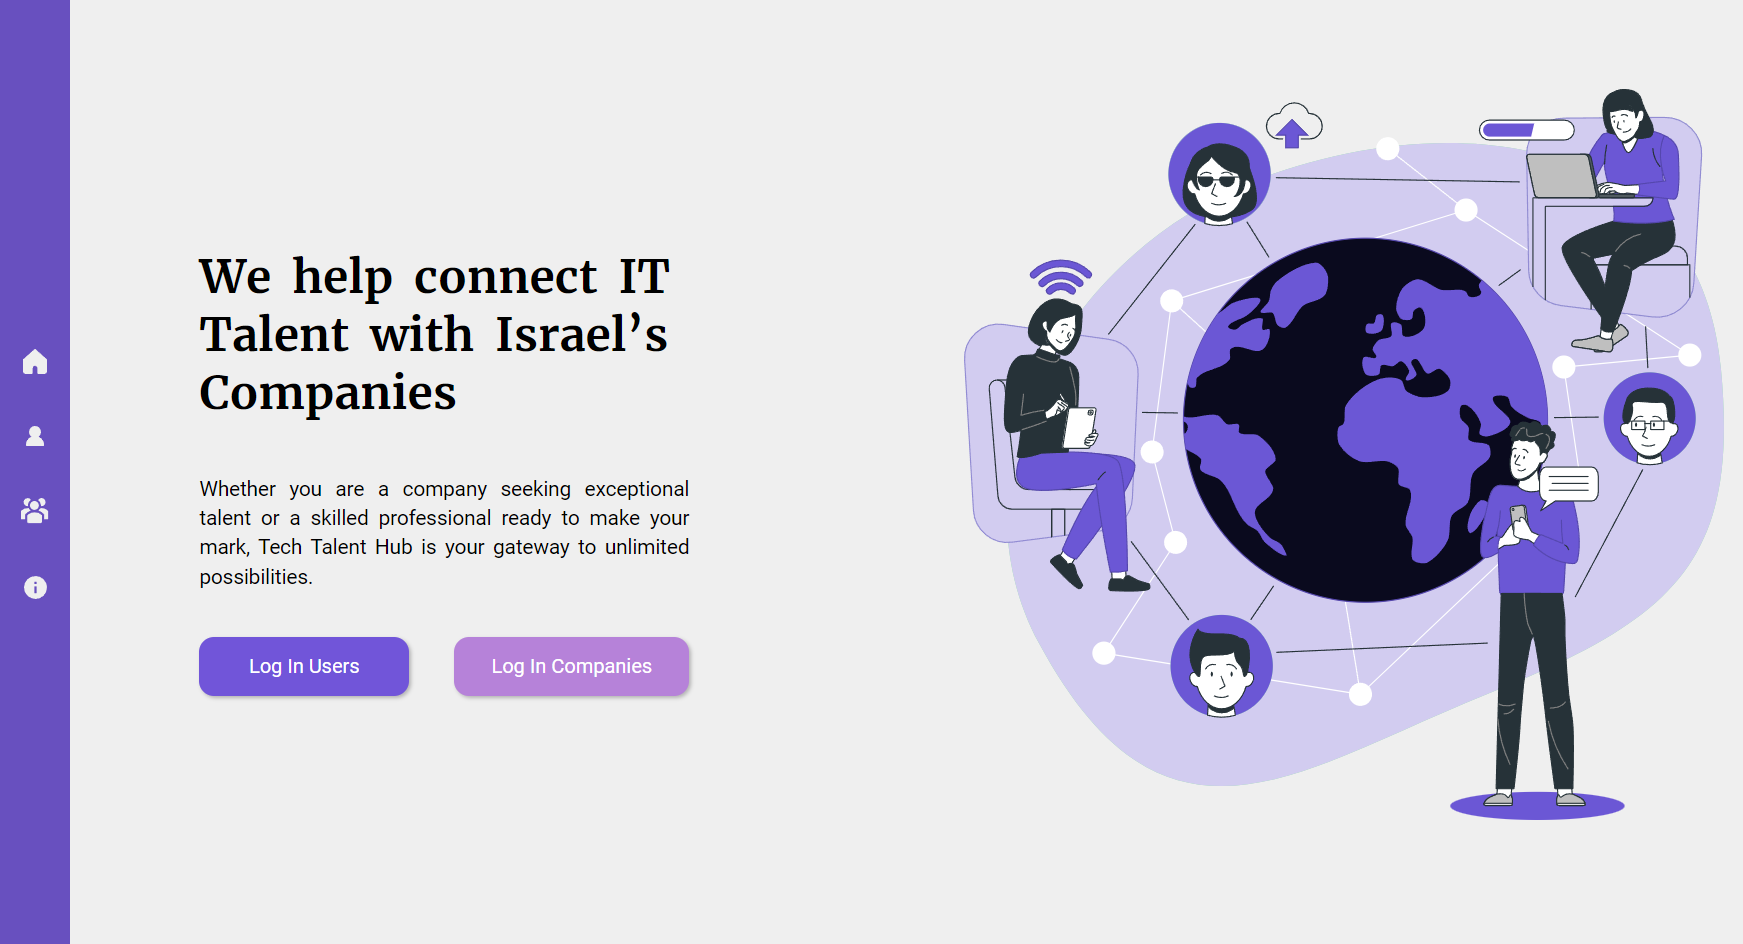 We help connect IT
Talent with Israel’s
Companies
Whether you are a company seeking exceptional
talent or a skilled professional ready to make your
mark, Tech Talent Hub is your gateway to unlimited
possibilities.
Log In Users
Log In Companies